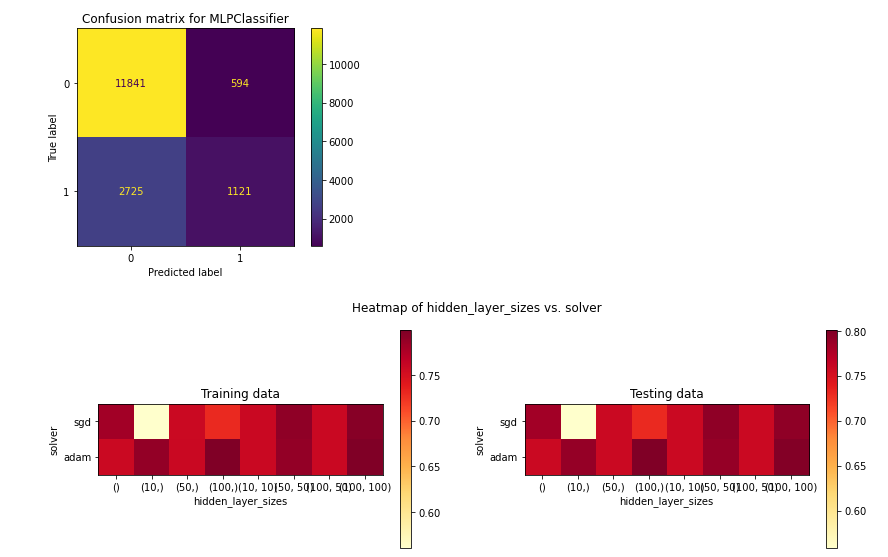 Confusion matrix for MLPClassifier
0
11841
594
1
2725
1121
True label
0
1
Predicted label
10000
8000
6000
4000
2000
Heatmap of hidden_layer_sizes vs. solver
Training data
sgd
adam
solver
() (10,) (50,) (100,) (10, 10) (50, 50) (100, 50) (100, 100)
hidden_layer_sizes
0.75
0.70
0.65
0.60
Testing data
sgd
adam
solver
() (10,) (50,) (100,) (10, 10) (50, 50) (100, 50) (100, 100)
hidden_layer_sizes
0.80
0.75
0.70
0.65
0.60